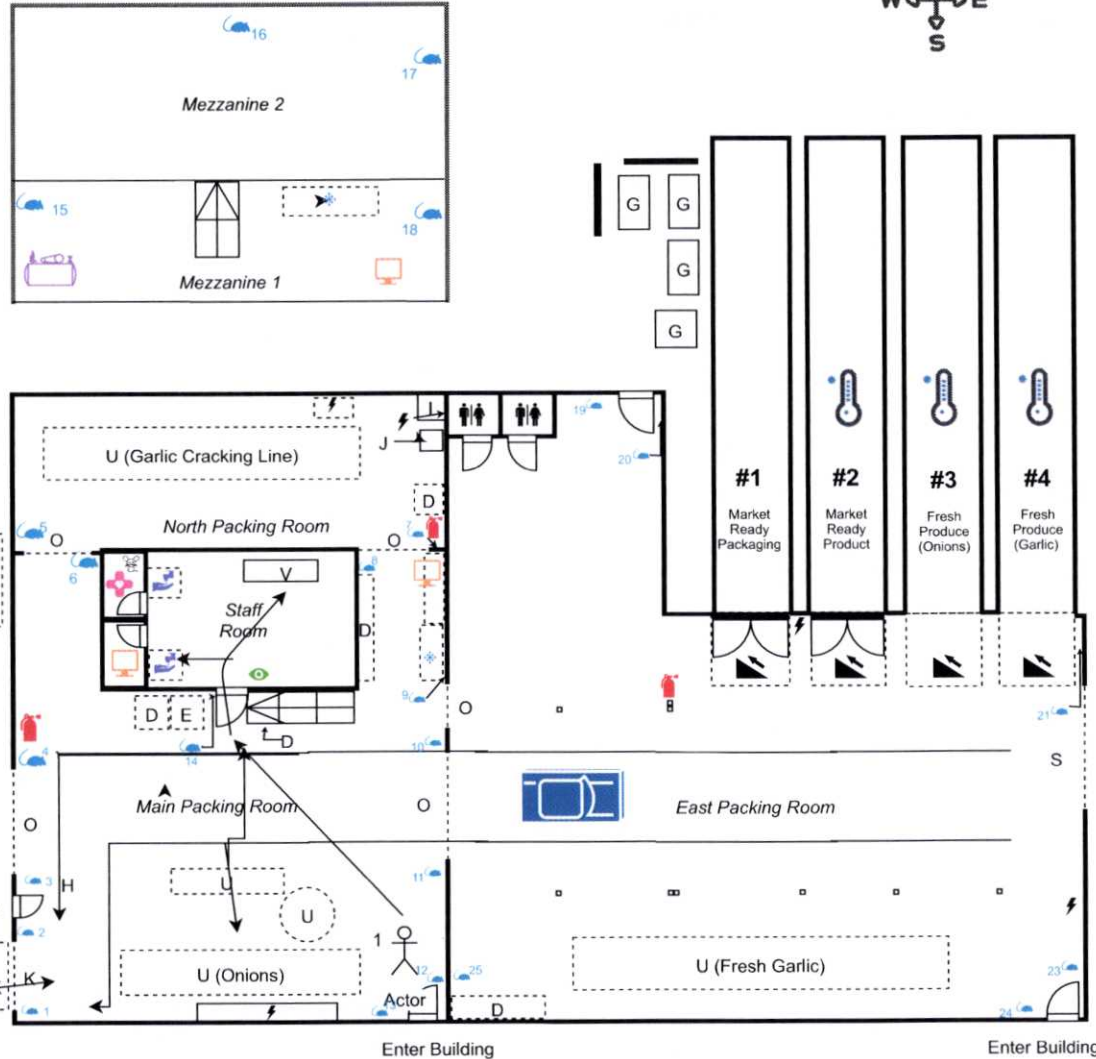 W E
S
16
17
Mezzanine 2
15
18
Mezzanine 1
G G
G
G
#1
Market
Ready
Packaging
#2
Market
Ready
Product
#3
Fresh
Produce
(Onions)
#4
Fresh
Produce
(Garlic)
19
20
I
J
U (Garlic Cracking Line)
D
North Packing Room
5
O
7
O
6
8
V
Staff
Room
D
9
D E
D
O
21
14
4
10
S
Main Packing Room
O
East Packing Room
O
3
H
11
U
U
2
1
K
U (Onions)
12
25
U (Fresh Garlic)
23
1
Actor
D
24
Enter Building
Enter Building